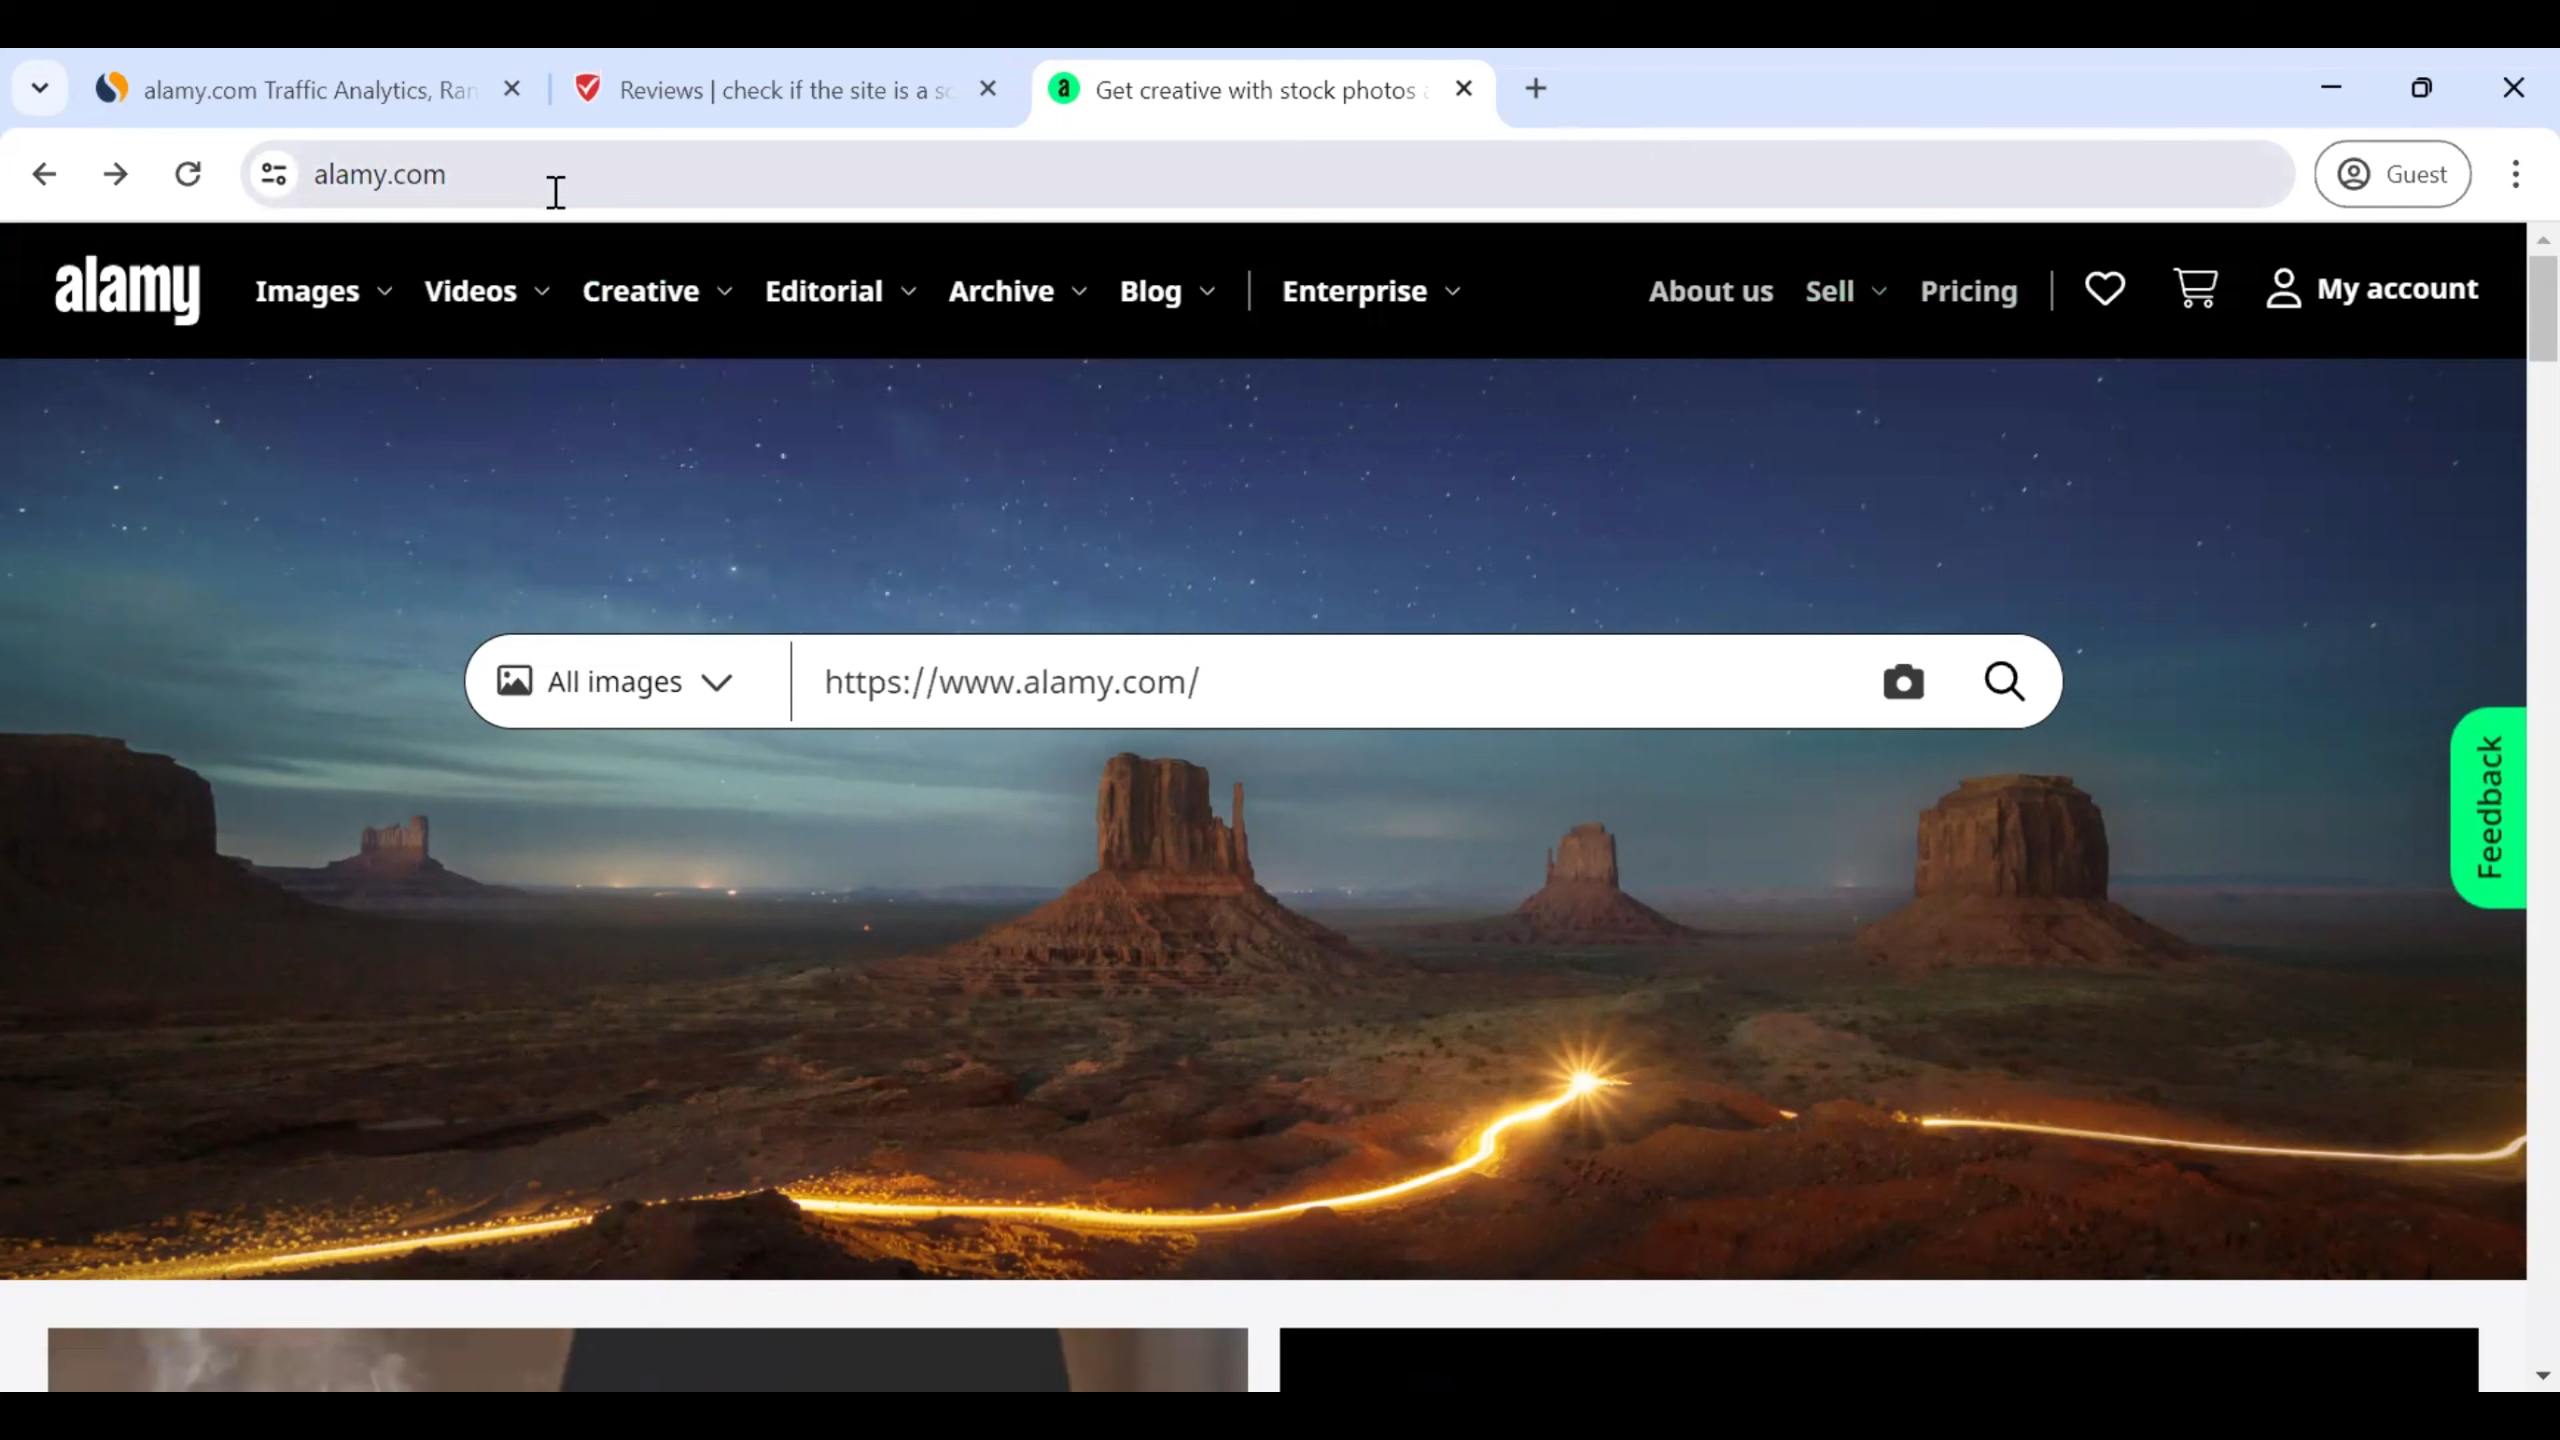 alamy.com Traffic Analytics, Ran
Reviews | check if the site is a sc
Get creative with stock photos a
alamy.com
Guest
alamy Images Videos Creative Editorial Archive Blog Enterprise About us Sell Pricing My account
All images https://www.alamy.com/
Feedback